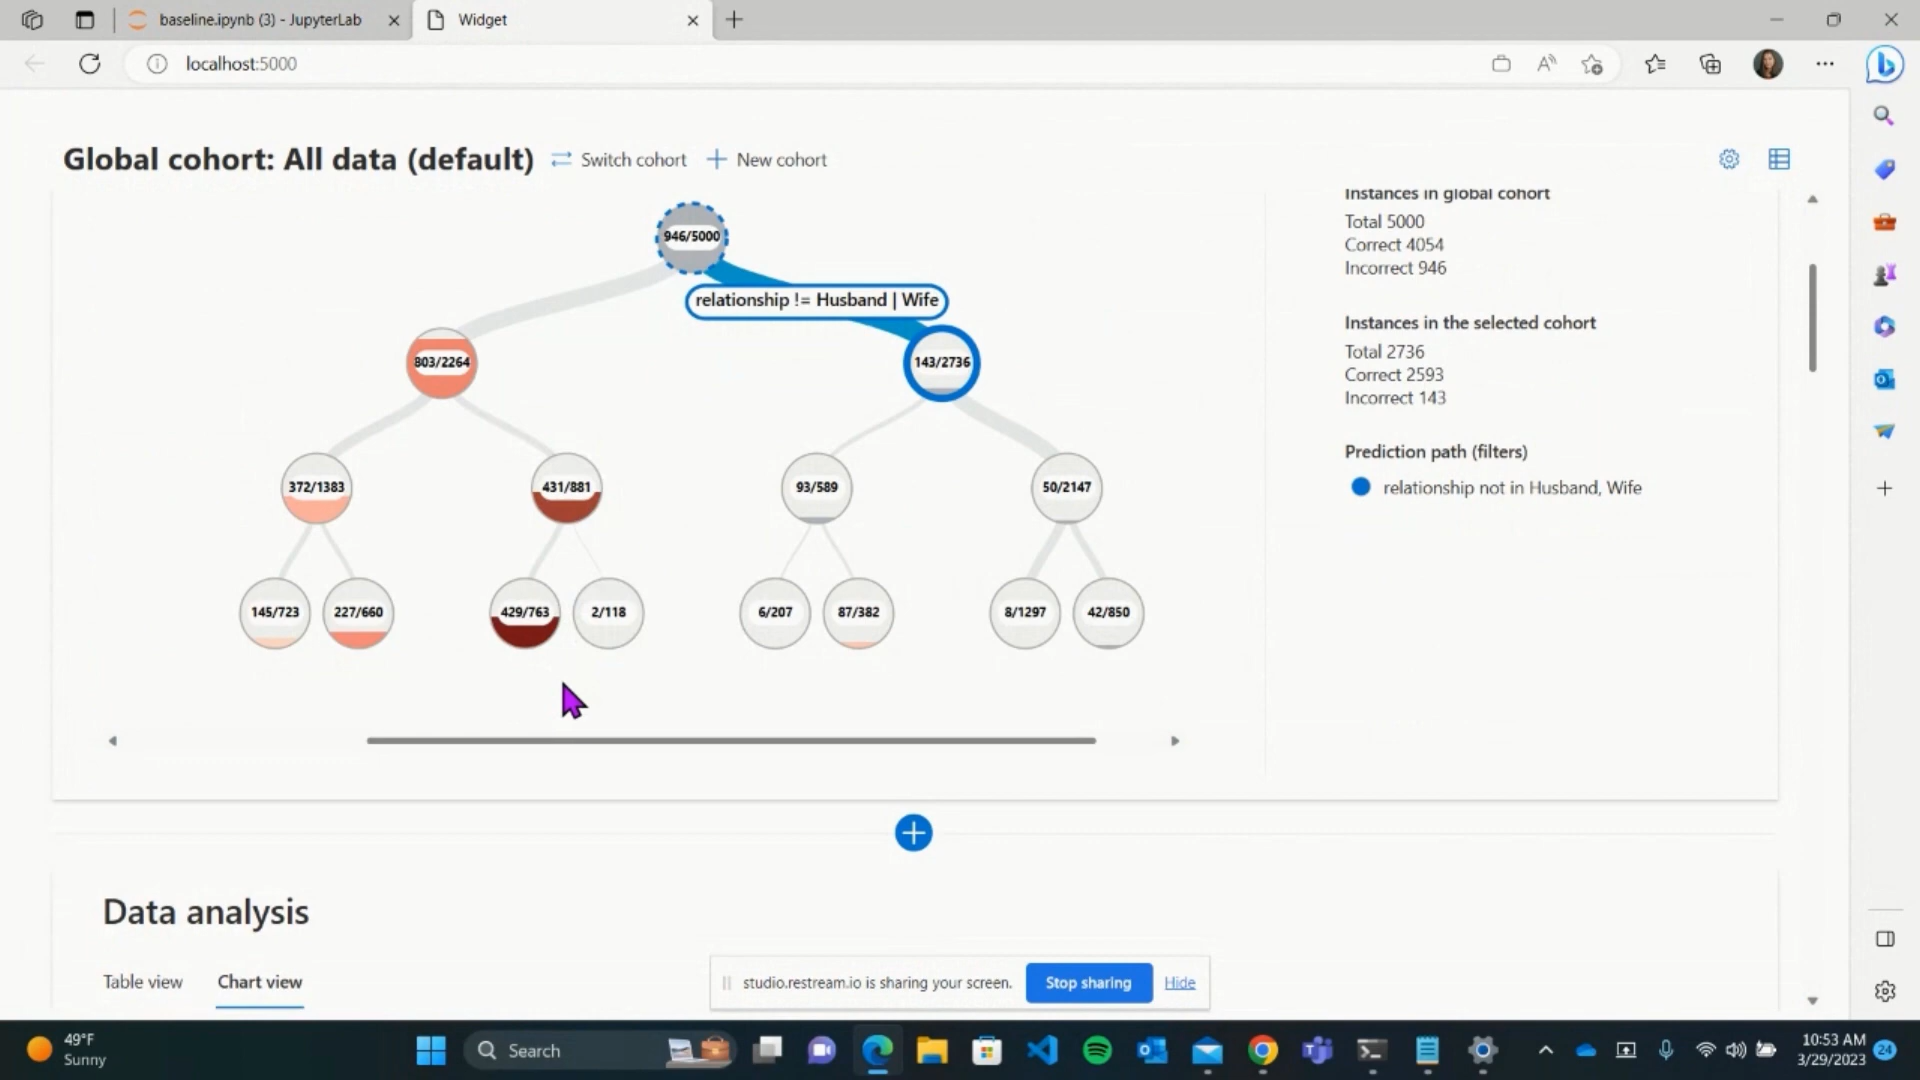 baseline.ipynb (3) - JupyterLab
Widget
localhost:5000
Global cohort: All data (default)
Switch cohort
New cohort
946/5000
relationship != Husband | Wife
803/2264
143/2736
372/1383
431/881
93/589
50/2147
145/723
227/660
429/763
2/118
6/207
87/382
8/1297
42/850
Instances in global cohort
Total 5000
Correct 4054
Incorrect 946
Instances in the selected cohort
Total 2736
Correct 2593
Incorrect 143
Prediction path (filters)
relationship not in Husband, Wife
Data analysis
Table view
Chart view
studio.restream.io is sharing your screen.
Stop sharing
Hide
49°F
Sunny
Search
10:53 AM
3/29/2023
24